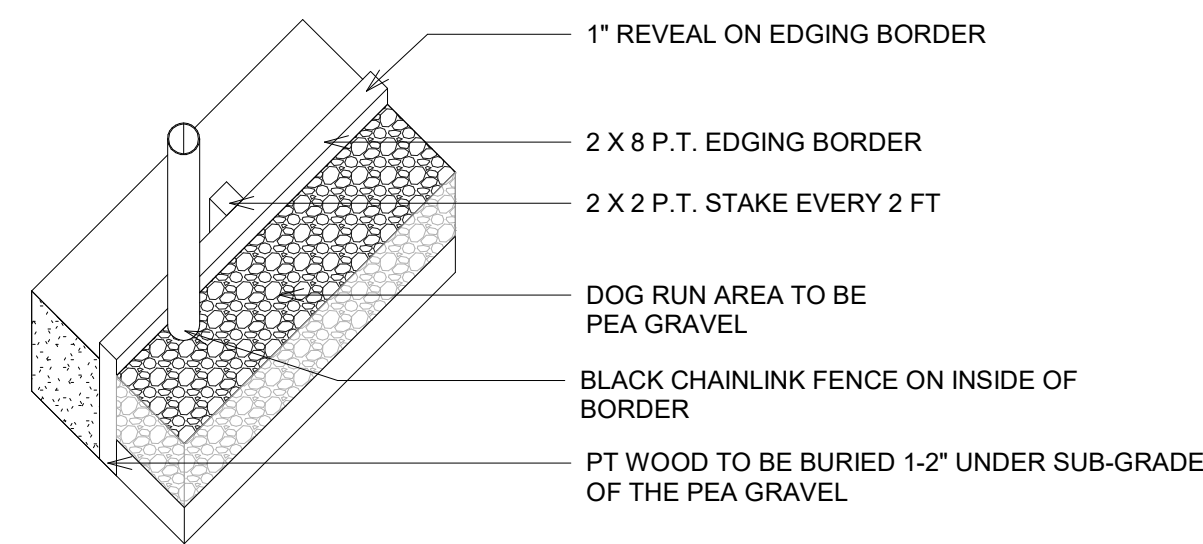 1" REVEAL ON EDGING BORDER
2 X 8 P.T. EDGING BORDER
2 X 2 P.T. STAKE EVERY 2 FT
DOG RUN AREA TO BE
PEA GRAVEL
BLACK CHAINLINK FENCE ON INSIDE OF
BORDER
PT WOOD TO BE BURIED 1-2" UNDER SUB-GRADE
OF THE PEA GRAVEL